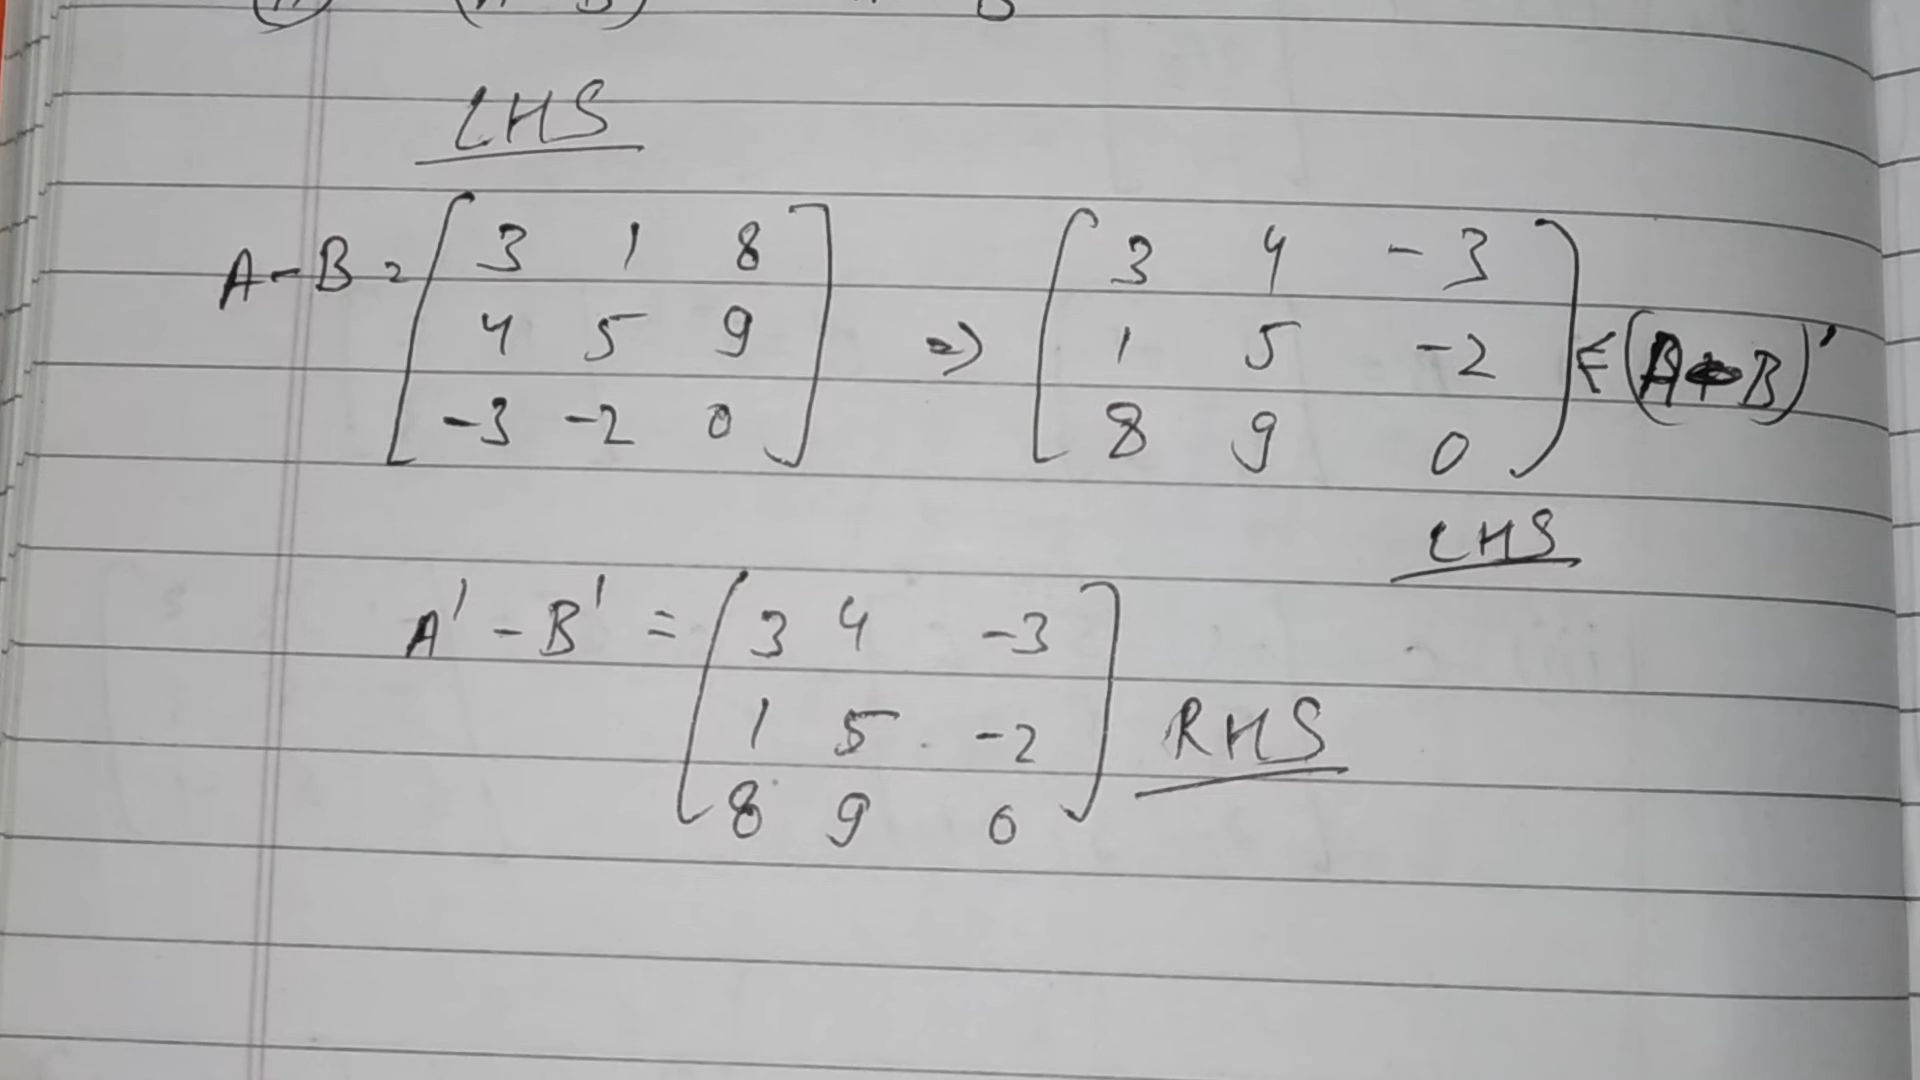 LHS
A - B = [ 3 1 8
4 5 9
-3 -2 0 ] ⇒ [ 3 4 -3
1 5 -2
8 9 0 ] ← (A - B)'
LHS
A' - B' = [ 3 4 -3
1 5 -2
8 9 0 ] RHS